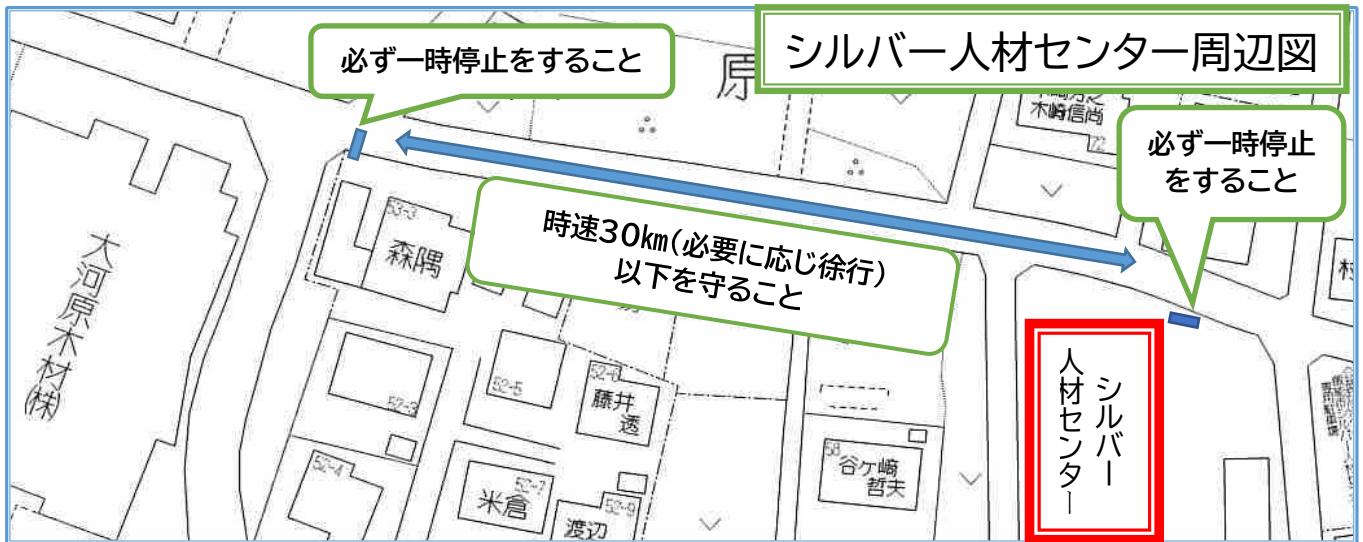 シルバー人材センター周辺図
必ず一時停止をすること
必ず一時停止
をすること
時速30㎞(必要に応じ徐行)
以下を守ること
シルバー
人材センター
大河原木材㈱
原
木崎信尚
72
53-3
森隅
52-3
52-5
52-6
藤井
透
52-4
52-7
米倉
52-9
渡辺
58
谷ケ崎
哲夫
村